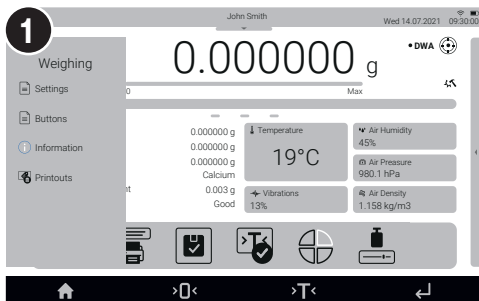 1
John Smith
Wed 14.07.2021 09.30.00
Weighing
0.000000 g
DWA
Settings
0
Max
Buttons
Information
Printouts
0.000000 g
0.000000 g
0.000000 g
Calcium
0.003 g
Good
Temperature
19°C
Vibrations
13%
Air Humidity
45%
Air Preasure
980.1 hPa
Air Density
1.158 kg/m3
>T<
>0< >T<